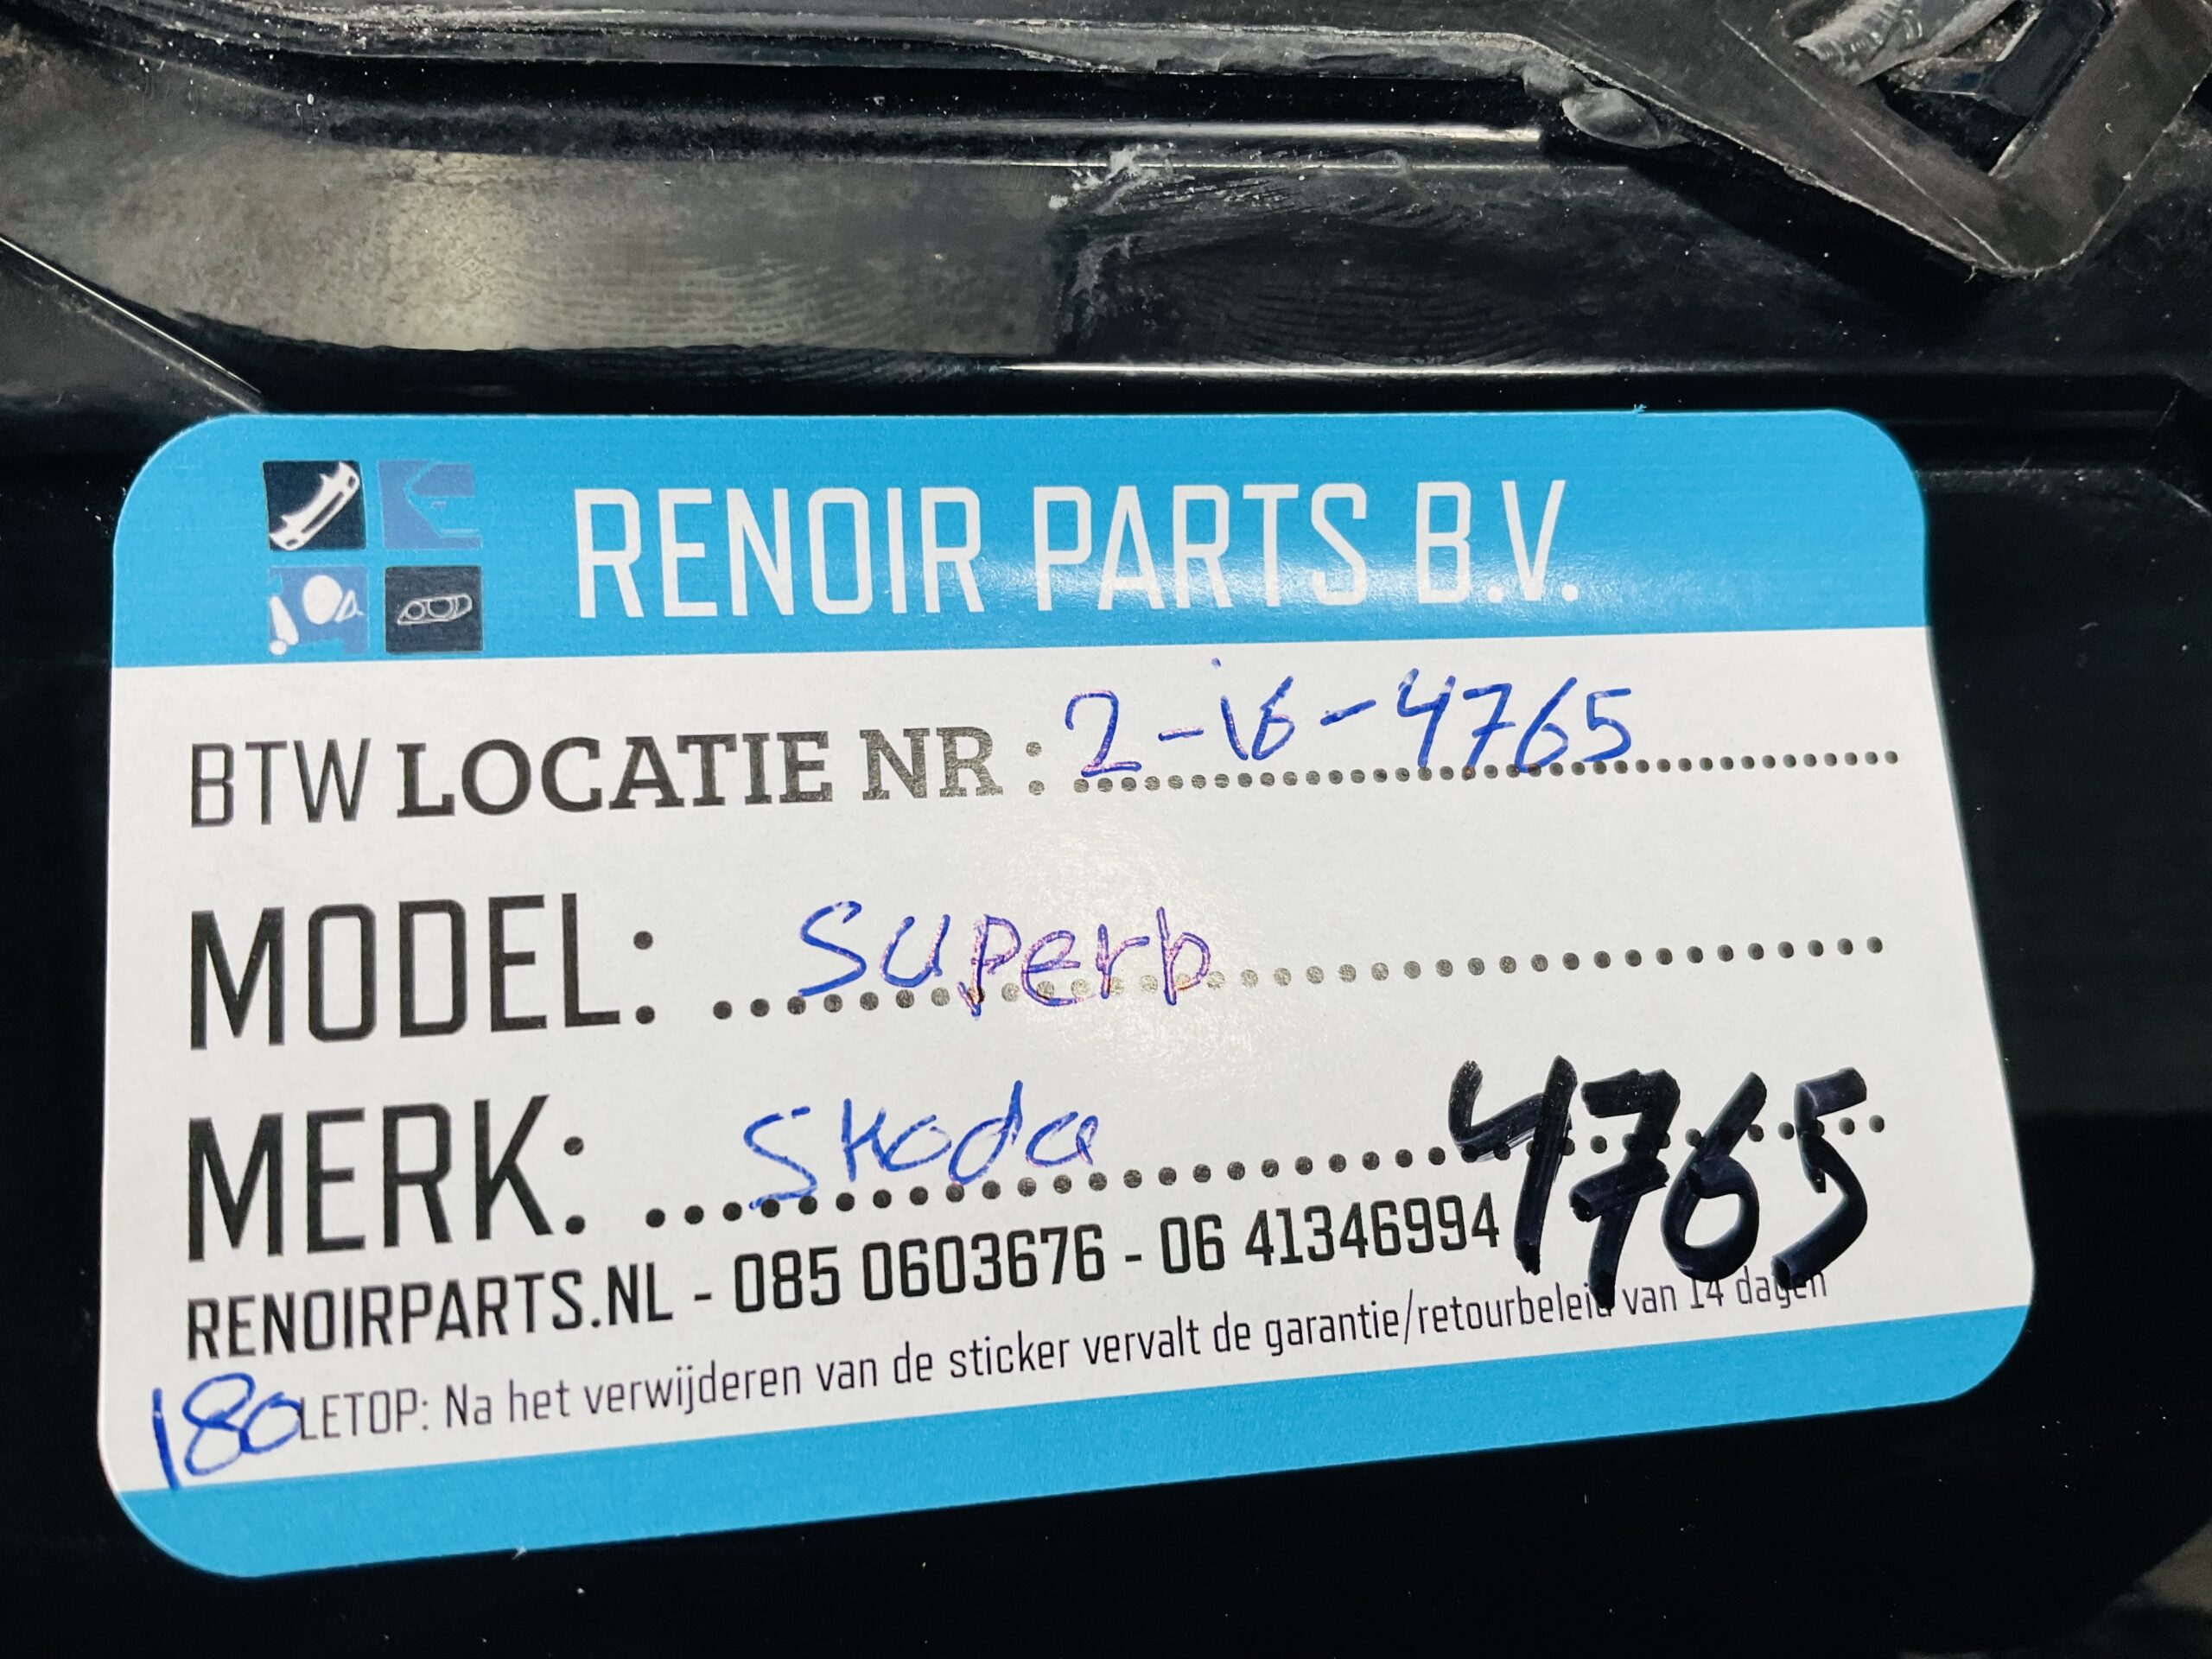 RENOIR PARTS B.V.
BTW LOCATIE NR : 2-i6-4765
MODEL: Superb
MERK: Skoda
4765
RENOIRPARTS.NL - 085 0603676 - 06 41346994
180 LETOP: Na het verwijderen van de sticker vervalt de garantie/retourbeleid van 14 dagen